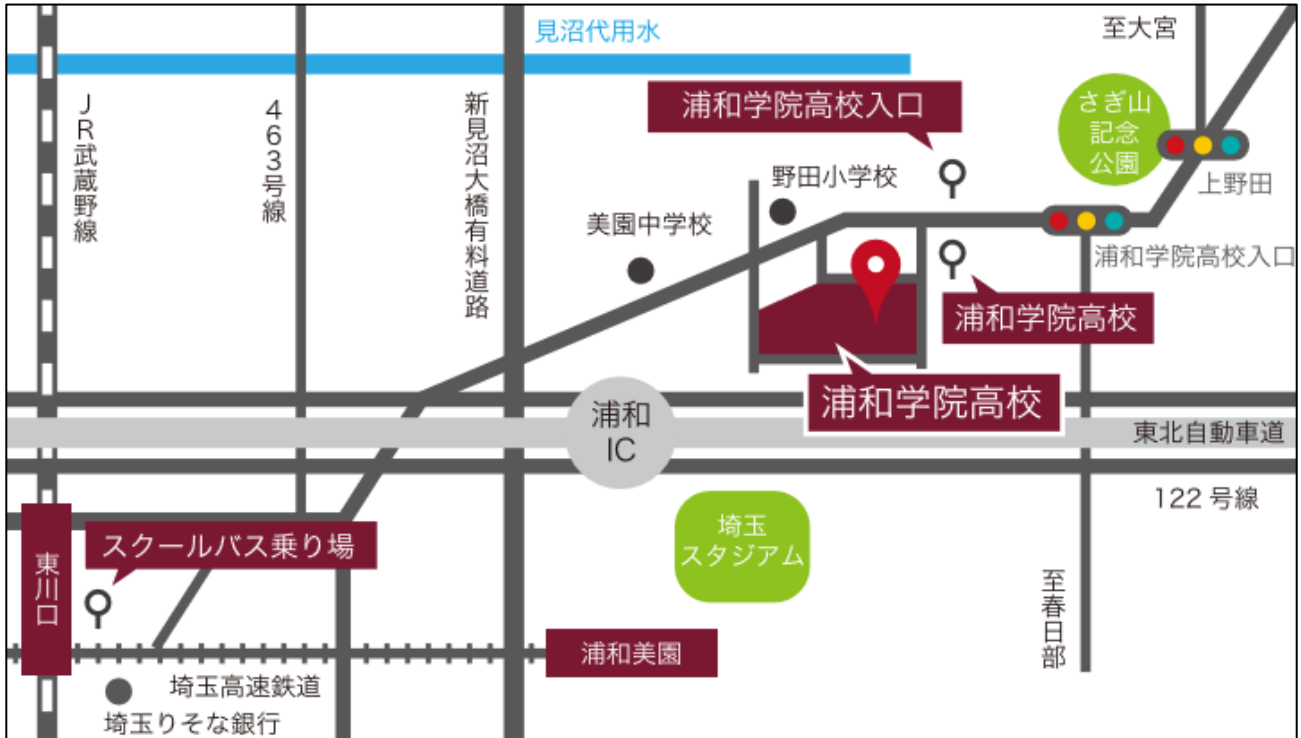 見沼代用水
至大宮
JR武蔵野線
463号線
新見沼大橋有料道路
浦和学院高校入口
さぎ山
記念
公園
上野田
野田小学校
美園中学校
浦和学院高校入口
浦和学院高校
浦和学院高校
浦和
IC
東北自動車道
122 号線
埼玉
スタジアム
スクールバス乗り場
東川口
至春日部
浦和美園
埼玉高速鉄道
埼玉りそな銀行